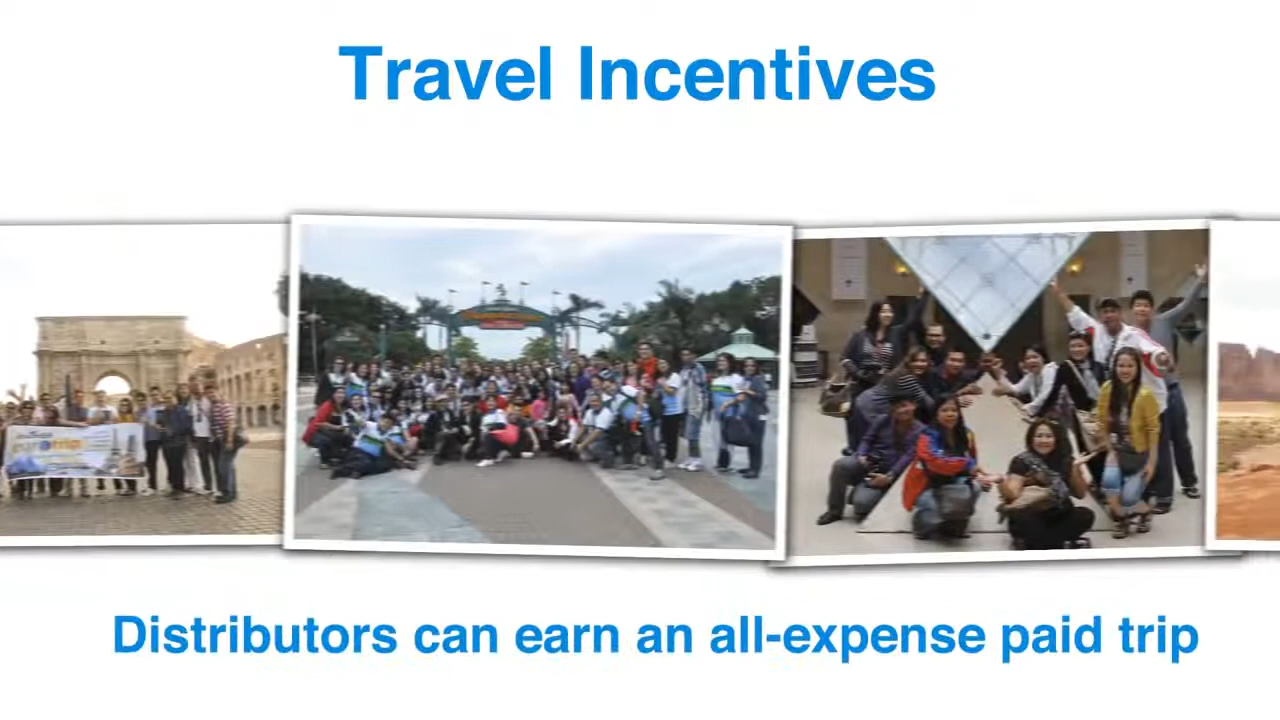 Travel Incentives
Distributors can earn an all-expense paid trip